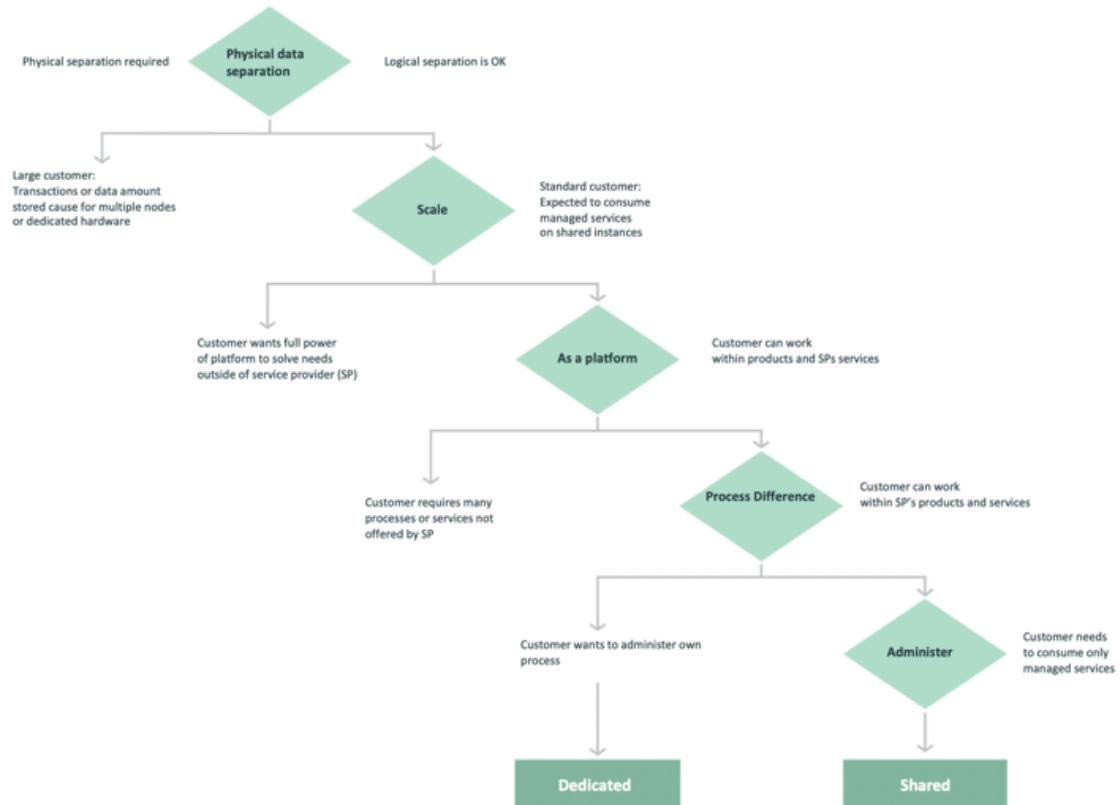 Physical separation required
Physical data
separation
Logical separation is OK
Large customer:
Transactions or data amount
stored cause for multiple nodes
or dedicated hardware
Scale
Standard customer:
Expected to consume
managed services
on shared instances
Customer wants full power
of platform to solve needs
outside of service provider (SP)
As a platform
Customer can work
within products and SPs services
Customer requires many
processes or services not
offered by SP
Process Difference
Customer can work
within SP's products and services
Customer wants to administer own
process
Administer
Customer needs
to consume only
managed services
Dedicated
Shared